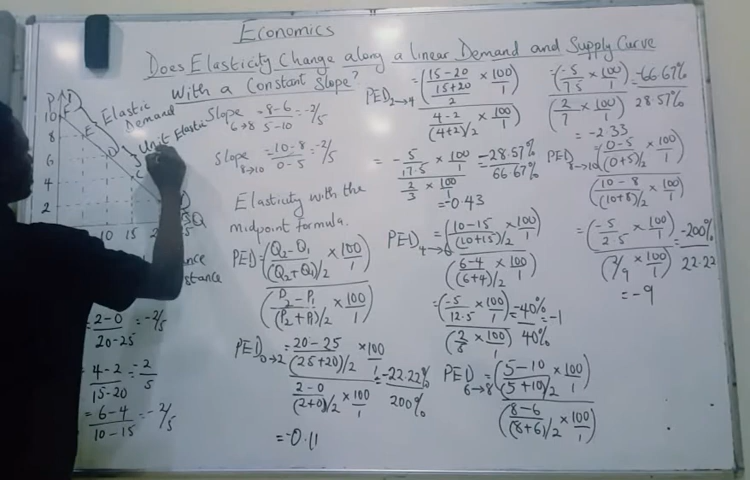 Economics
Does Elasticity Change along a linear Demand and Supply Curve
With a Constant Slope?
P
D
10
F
8
E
6
D
4
C
2
10 15 2
Q
Elastic
Demand
Unit Elastic
Slope 6→8 = 8-6 / 5-10 = -2/5
Slope 8→10 = 10-8 / 0-5 = -2/5
stance
= 2-0 / 20-25 = -2/5
= 4-2 / 15-20 = 2/5
= 6-4 / 10-15 = -2/5
Elasticity with the
midpoint formula.
PED = (Q2-Q1 / (Q2+Q1)/2 × 100/1)
(P2-P1 / (P2+P1)/2 × 100/1)
PED 0→2 = 20-25 / (25+20)/2 × 100/1
2-0 / (2+0)/2 × 100/1
= -22.22% / 200%
= -0.11
PED 2→4 = (15-20 / 15+20 / 2 × 100/1)
4-2 / (4+2)/2 × 100/1
= -5 / 17.5 × 100/1
2/3 × 100/1
= -28.57% / 66.67%
= -0.43
PED 4→6 = (10-15 / (10+15)/2 × 100/1)
(6-4 / (6+4)/2 × 100/1)
= (-5 / 12.5 × 100/1)
(2/5 × 100/1)
= -40% / 40% = -1
PED 6→8 = (5-10 / (5+10)/2 × 100/1)
(8-6 / (8+6)/2 × 100/1)
= (-5 / 7.5 × 100/1)
(2/7 × 100/1)
= -66.67% / 28.57%
= -2.33
PED 8→10 = (0-5 / (0+5)/2 × 100/1)
(10-8 / (10+8)/2 × 100/1)
= (-5 / 2.5 × 100/1)
(2/9 × 100/1)
= -200% / 22.22
= -9